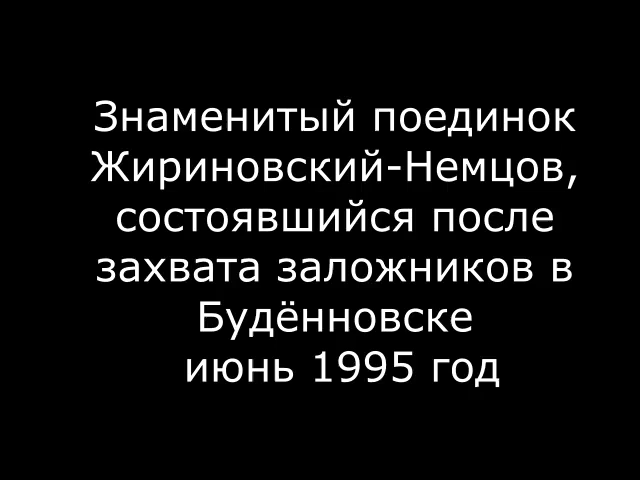 Знаменитый поединок
Жириновский-Немцов,
состоявшийся после
захвата заложников в
Будённовске
июнь 1995 год